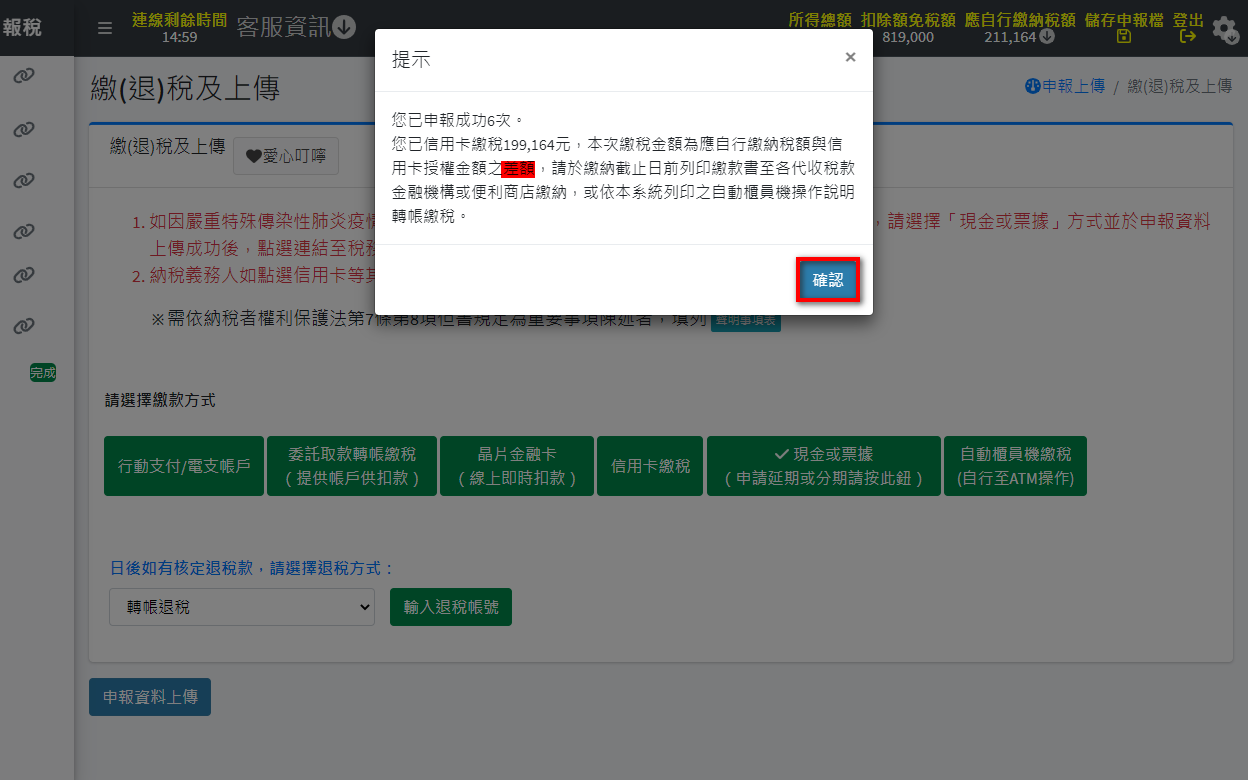 報稅
連線剩餘時間
14:59
客服資訊
所得總額
扣除額免稅額
819,000
應自行繳納稅額
211,164
儲存申報檔
登出
繳(退)稅及上傳
申報上傳 / 繳(退)稅及上傳
提示
×
您已申報成功6次。
您已信用卡繳稅199,164元，本次繳稅金額為應自行繳納稅額與信
用卡授權金額之差額，請於繳納截止日前列印繳款書至各代收稅款
金融機構或便利商店繳納，或依本系統列印之自動櫃員機操作說明
轉帳繳稅。
確認
繳(退)稅及上傳
愛心叮嚀
1. 如因嚴重特殊傳染性肺炎疫情
，請選擇「現金或票據」方式並於申報資料
上傳成功後，點選連結至稅務
2. 納稅義務人如點選信用卡等其
※需依納稅者權利保護法第7條第8項但書規定為重要事項陳述者，填列 聲明事項表
完成
請選擇繳款方式
行動支付/電支帳戶
委託取款轉帳繳稅
（提供帳戶供扣款）
晶片金融卡
（線上即時扣款）
信用卡繳稅
現金或票據
（申請延期或分期請按此鈕）
自動櫃員機繳稅
(自行至ATM操作)
日後如有核定退稅款，請選擇退稅方式：
轉帳退稅
輸入退稅帳號
申報資料上傳